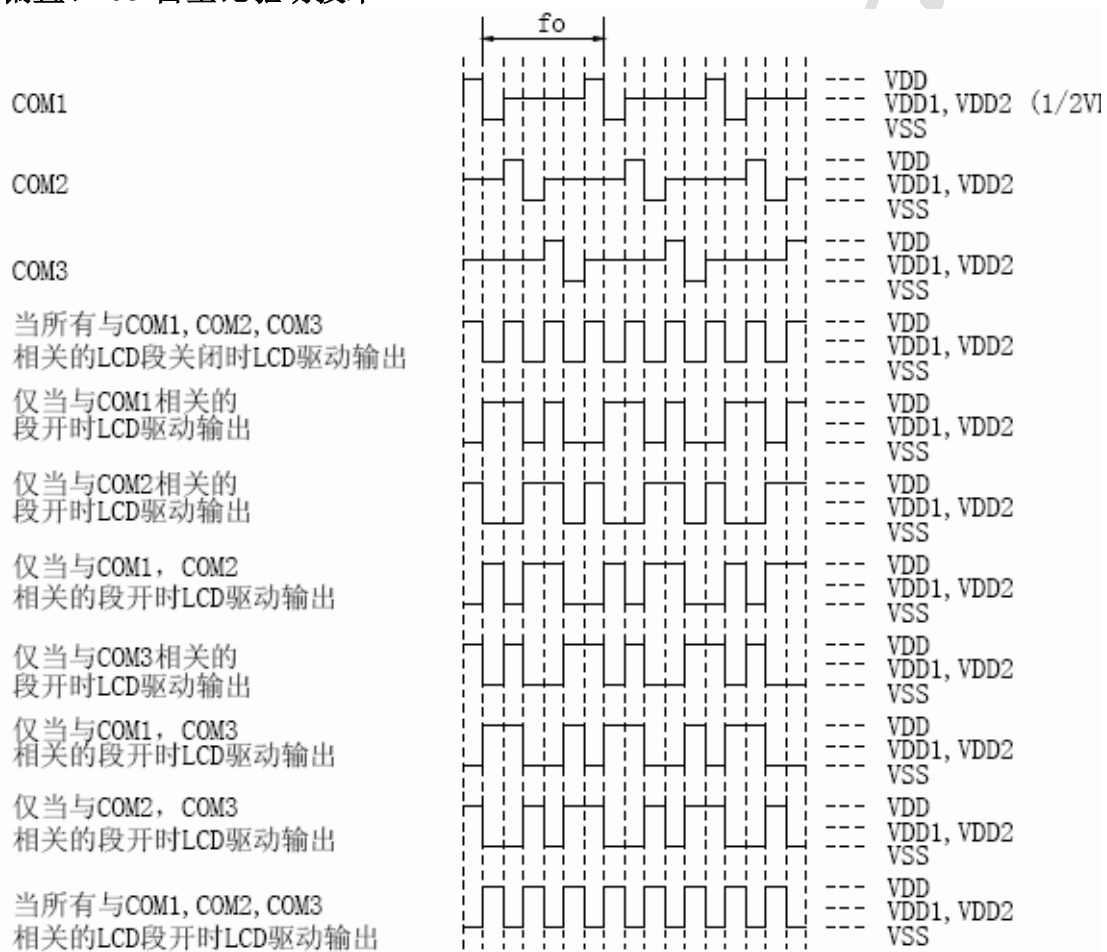 fo
COM1
VDD
VDD1, VDD2 (1/2V
VSS
COM2
VDD
VDD1, VDD2
VSS
COM3
VDD
VDD1, VDD2
VSS
当所有与COM1,COM2,COM3
相关的LCD段关闭时LCD驱动输出
VDD
VDD1, VDD2
VSS
仅当与COM1相关的
段开时LCD驱动输出
VDD
VDD1, VDD2
VSS
仅当与COM2相关的
段开时LCD驱动输出
VDD
VDD1, VDD2
VSS
仅当与COM1, COM2
相关的段开时LCD驱动输出
VDD
VDD1, VDD2
VSS
仅当与COM3相关的
段开时LCD驱动输出
VDD
VDD1, VDD2
VSS
仅当与COM1, COM3
相关的段开时LCD驱动输出
VDD
VDD1, VDD2
VSS
仅当与COM2, COM3
相关的段开时LCD驱动输出
VDD
VDD1, VDD2
VSS
当所有与COM1,COM2,COM3
相关的LCD段开时LCD驱动输出
VDD
VDD1, VDD2
VSS